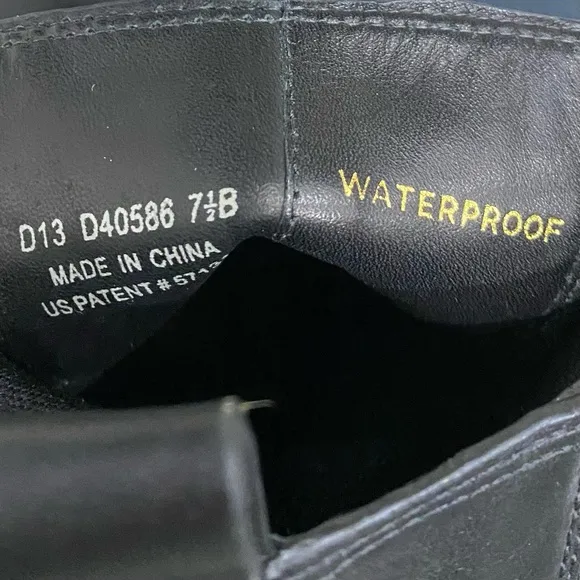 D13 D40586 7½B
MADE IN CHINA
US PATENT #
WATERPROOF